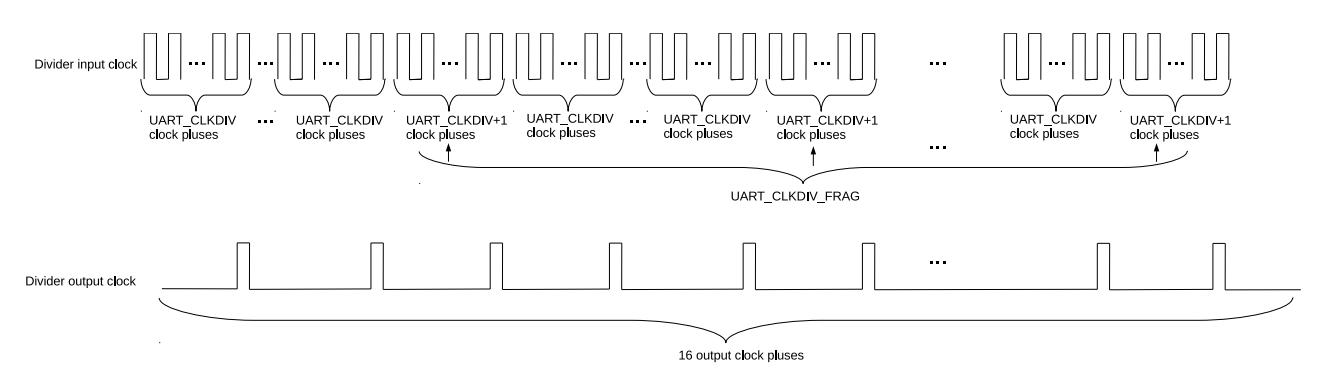 Divider input clock
... ... ... ... ... ... ... ... ... ... ...
UART_CLKDIV ... UART_CLKDIV UART_CLKDIV+1 UART_CLKDIV ... UART_CLKDIV UART_CLKDIV+1 UART_CLKDIV UART_CLKDIV+1
clock pluses clock pluses clock pluses clock pluses clock pluses clock pluses clock pluses clock pluses
...
UART_CLKDIV_FRAG
...
Divider output clock
16 output clock pluses